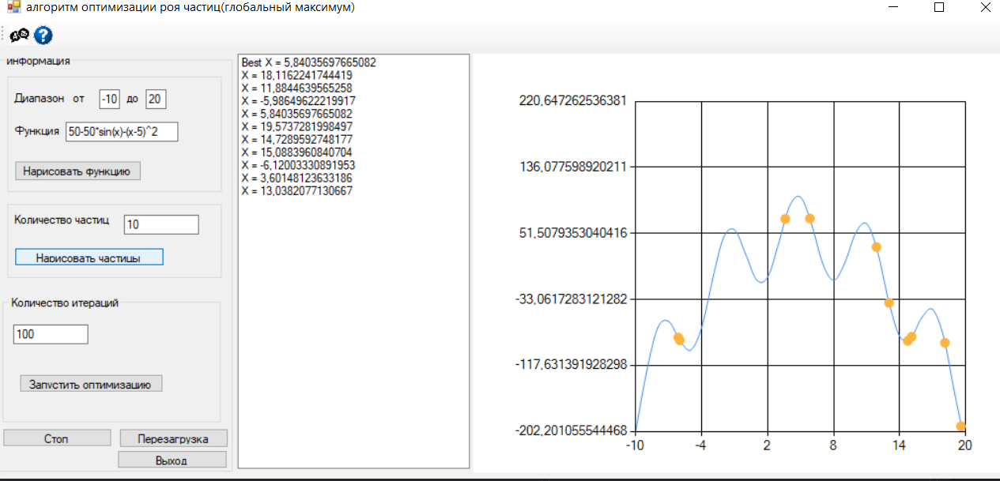 алгоритм оптимизации роя частиц(глобальный максимум)
информация
Диапазон от -10 до 20
Функция 50-50*sin(x)-(x-5)^2
Нарисовать функцию
Количество частиц 10
Нарисовать частицы
Количество итераций
100
Запустить оптимизацию
Стоп Перезагрузка
Выход
Best X = 5,84035697665082
X = 18,1162241744419
X = 11,8844639565258
X = -5,98649622219917
X = 5,84035697665082
X = 19,5737281998497
X = 14,7289592748177
X = 15,0883960840704
X = -6,12003330891953
X = 3,60148123633186
X = 13,0382077130667
220,647262536381
136,077598920211
51,5079353040416
-33,0617283121282
-117,631391928298
-202,201055544468
-10 -4 2 8 14 20